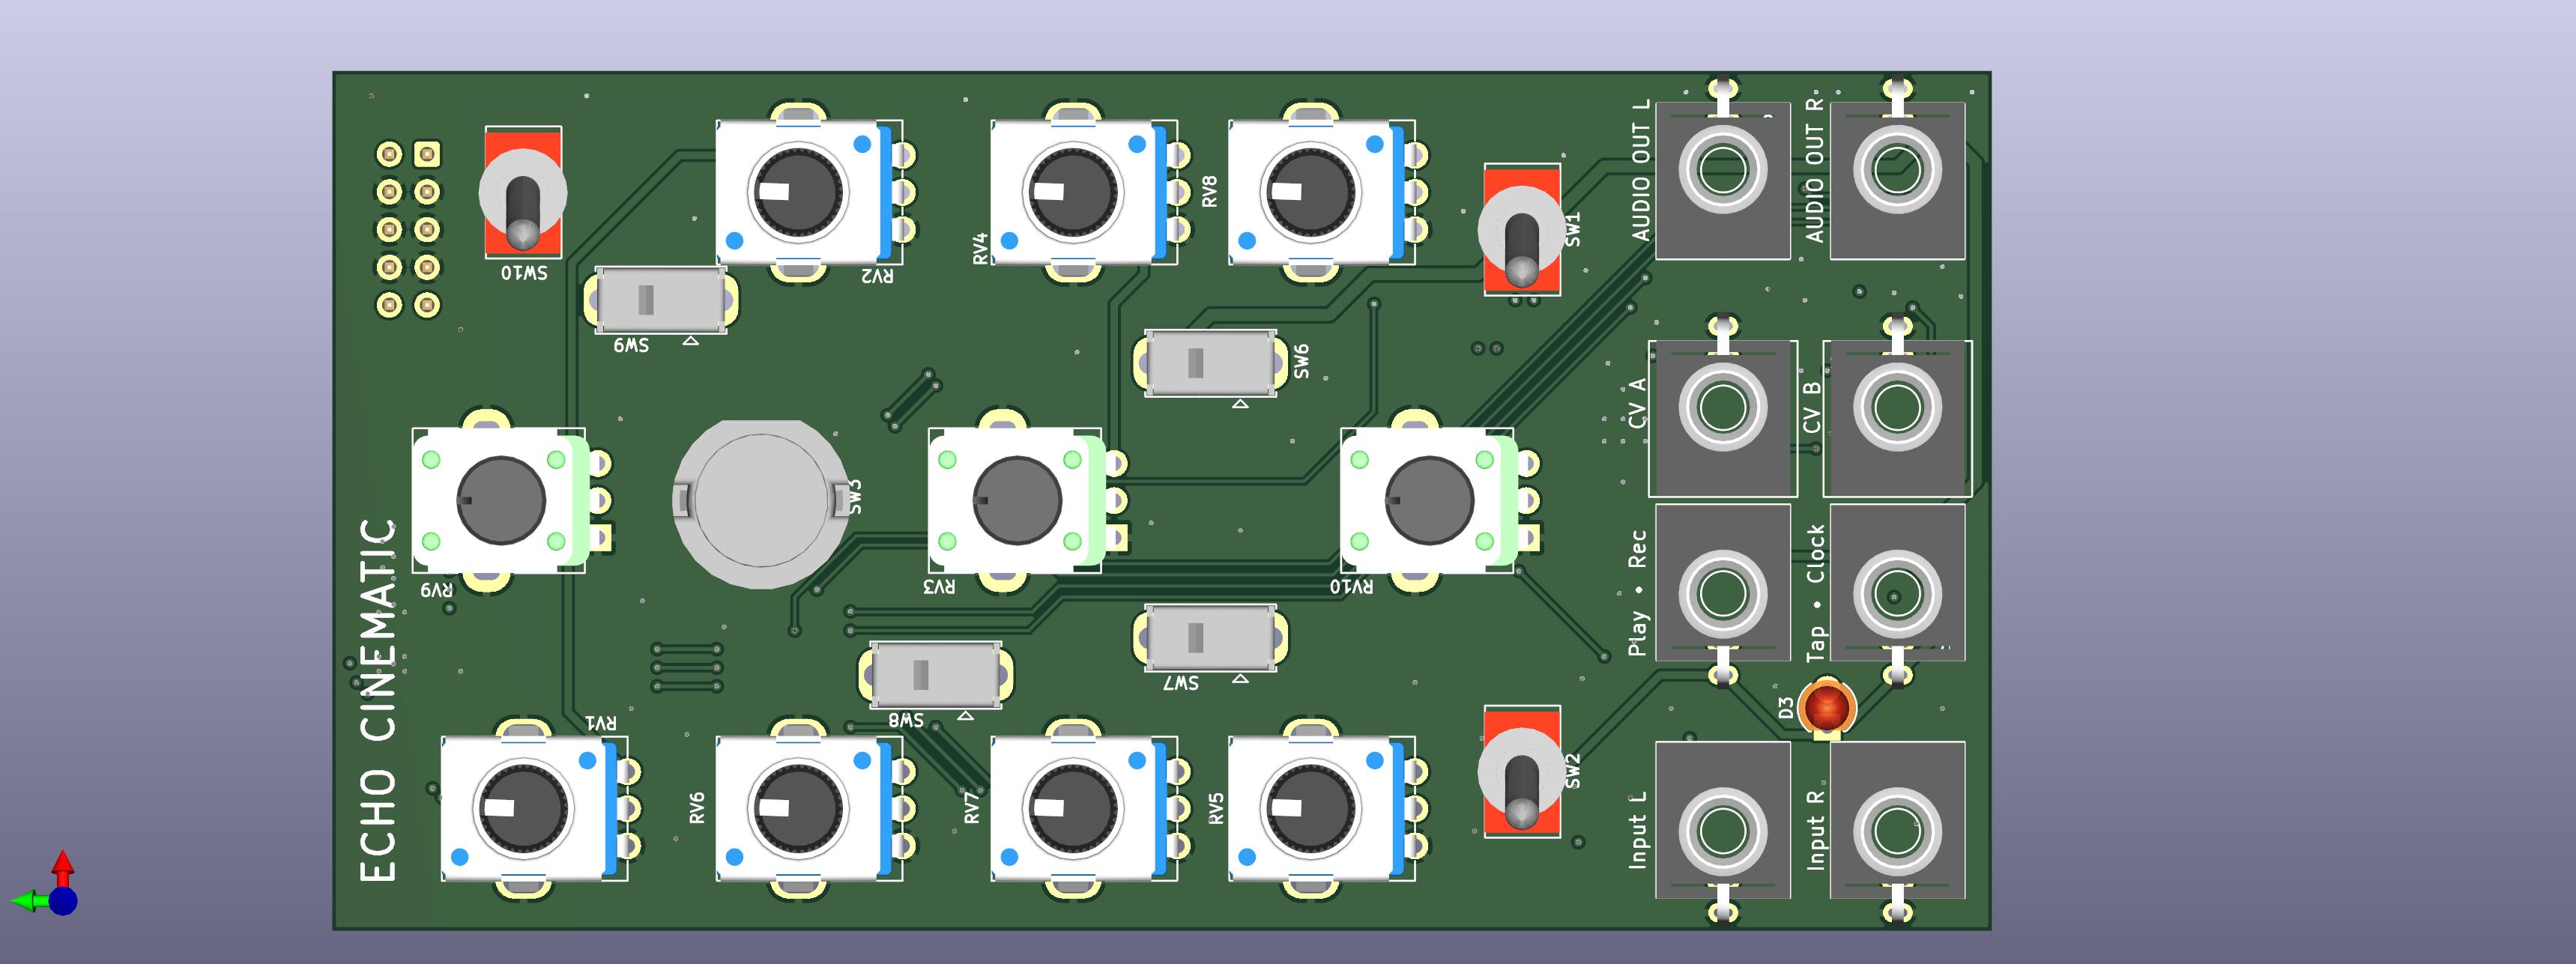 SW10
RV2
RV4
RV8
SW1
AUDIO OUT L
AUDIO OUT R
SW9
SW6
CV A
CV B
SW3
RV9
RV3
RV10
Play • Rec
Tap • Clock
ECHO CINEMATIC
SW7
SW8
D3
RV1
RV6
RV7
RV5
SW2
Input L
Input R